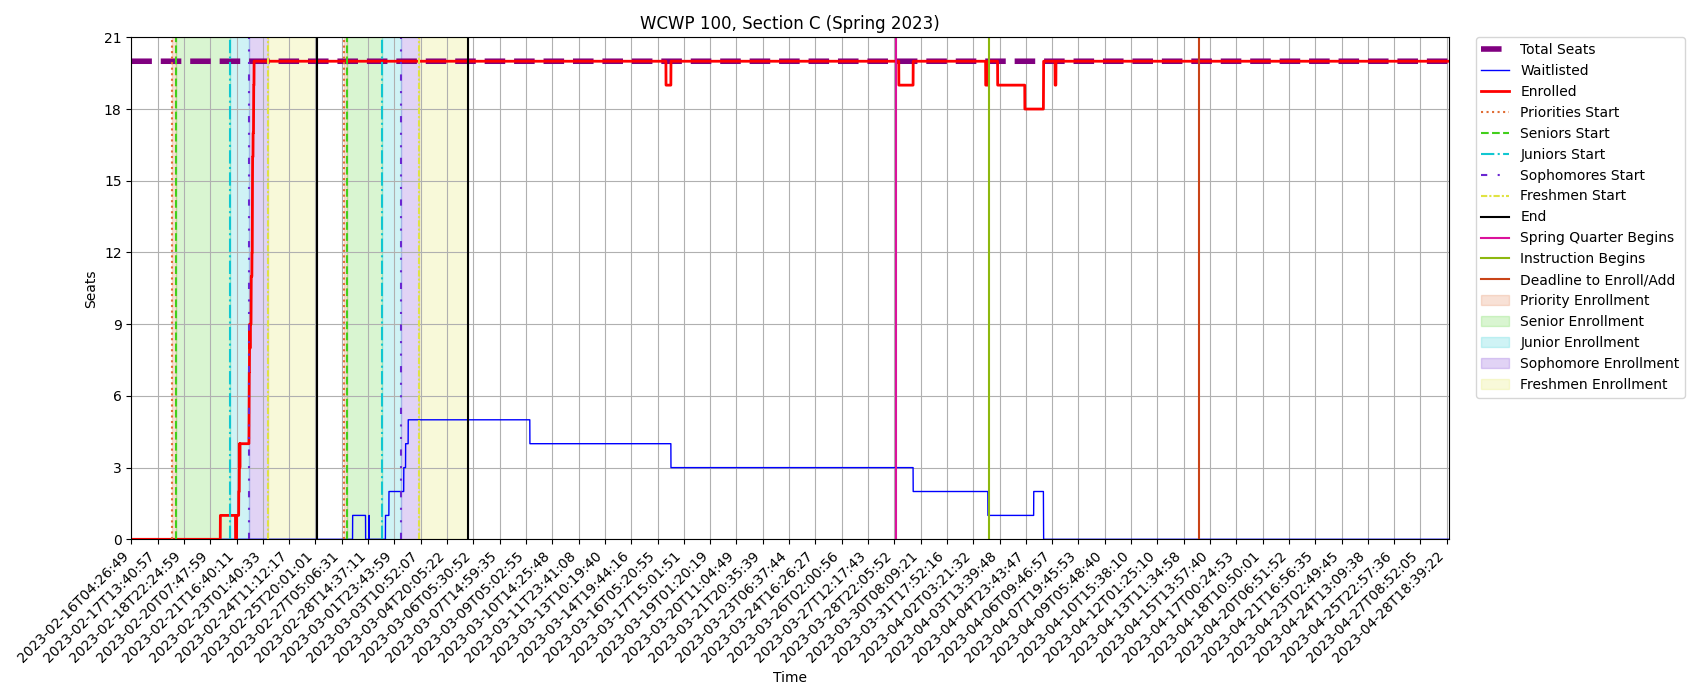 WCWP 100, Section C (Spring 2023)
Seats
21
18
15
12
9
6
3
0
2023-02-16T04:26:49
2023-02-17T13:40:57
2023-02-18T22:24:59
2023-02-20T07:47:59
2023-02-21T16:40:11
2023-02-23T01:40:33
2023-02-24T11:12:17
2023-02-25T20:01:01
2023-02-27T05:06:31
2023-02-28T14:37:11
2023-03-01T23:43:59
2023-03-03T10:52:07
2023-03-04T20:05:22
2023-03-06T05:30:52
2023-03-07T14:59:35
2023-03-09T05:02:55
2023-03-10T14:25:48
2023-03-11T23:41:08
2023-03-13T10:19:40
2023-03-14T19:44:16
2023-03-16T05:20:55
2023-03-17T15:01:51
2023-03-19T01:20:19
2023-03-20T11:04:49
2023-03-21T20:35:39
2023-03-23T06:37:44
2023-03-24T16:26:27
2023-03-26T02:00:56
2023-03-27T12:17:43
2023-03-28T22:05:52
2023-03-30T08:09:21
2023-03-31T17:52:16
2023-04-02T03:21:32
2023-04-03T13:39:48
2023-04-04T23:43:47
2023-04-06T09:46:57
2023-04-07T19:45:53
2023-04-09T05:48:40
2023-04-10T15:38:10
2023-04-12T01:25:10
2023-04-13T11:34:58
2023-04-15T13:57:40
2023-04-17T00:24:53
2023-04-18T10:50:01
2023-04-20T06:51:52
2023-04-21T16:56:35
2023-04-23T02:49:45
2023-04-24T13:09:38
2023-04-25T22:57:36
2023-04-27T08:52:05
2023-04-28T18:39:22
Time
Total Seats
Waitlisted
Enrolled
Priorities Start
Seniors Start
Juniors Start
Sophomores Start
Freshmen Start
End
Spring Quarter Begins
Instruction Begins
Deadline to Enroll/Add
Priority Enrollment
Senior Enrollment
Junior Enrollment
Sophomore Enrollment
Freshmen Enrollment